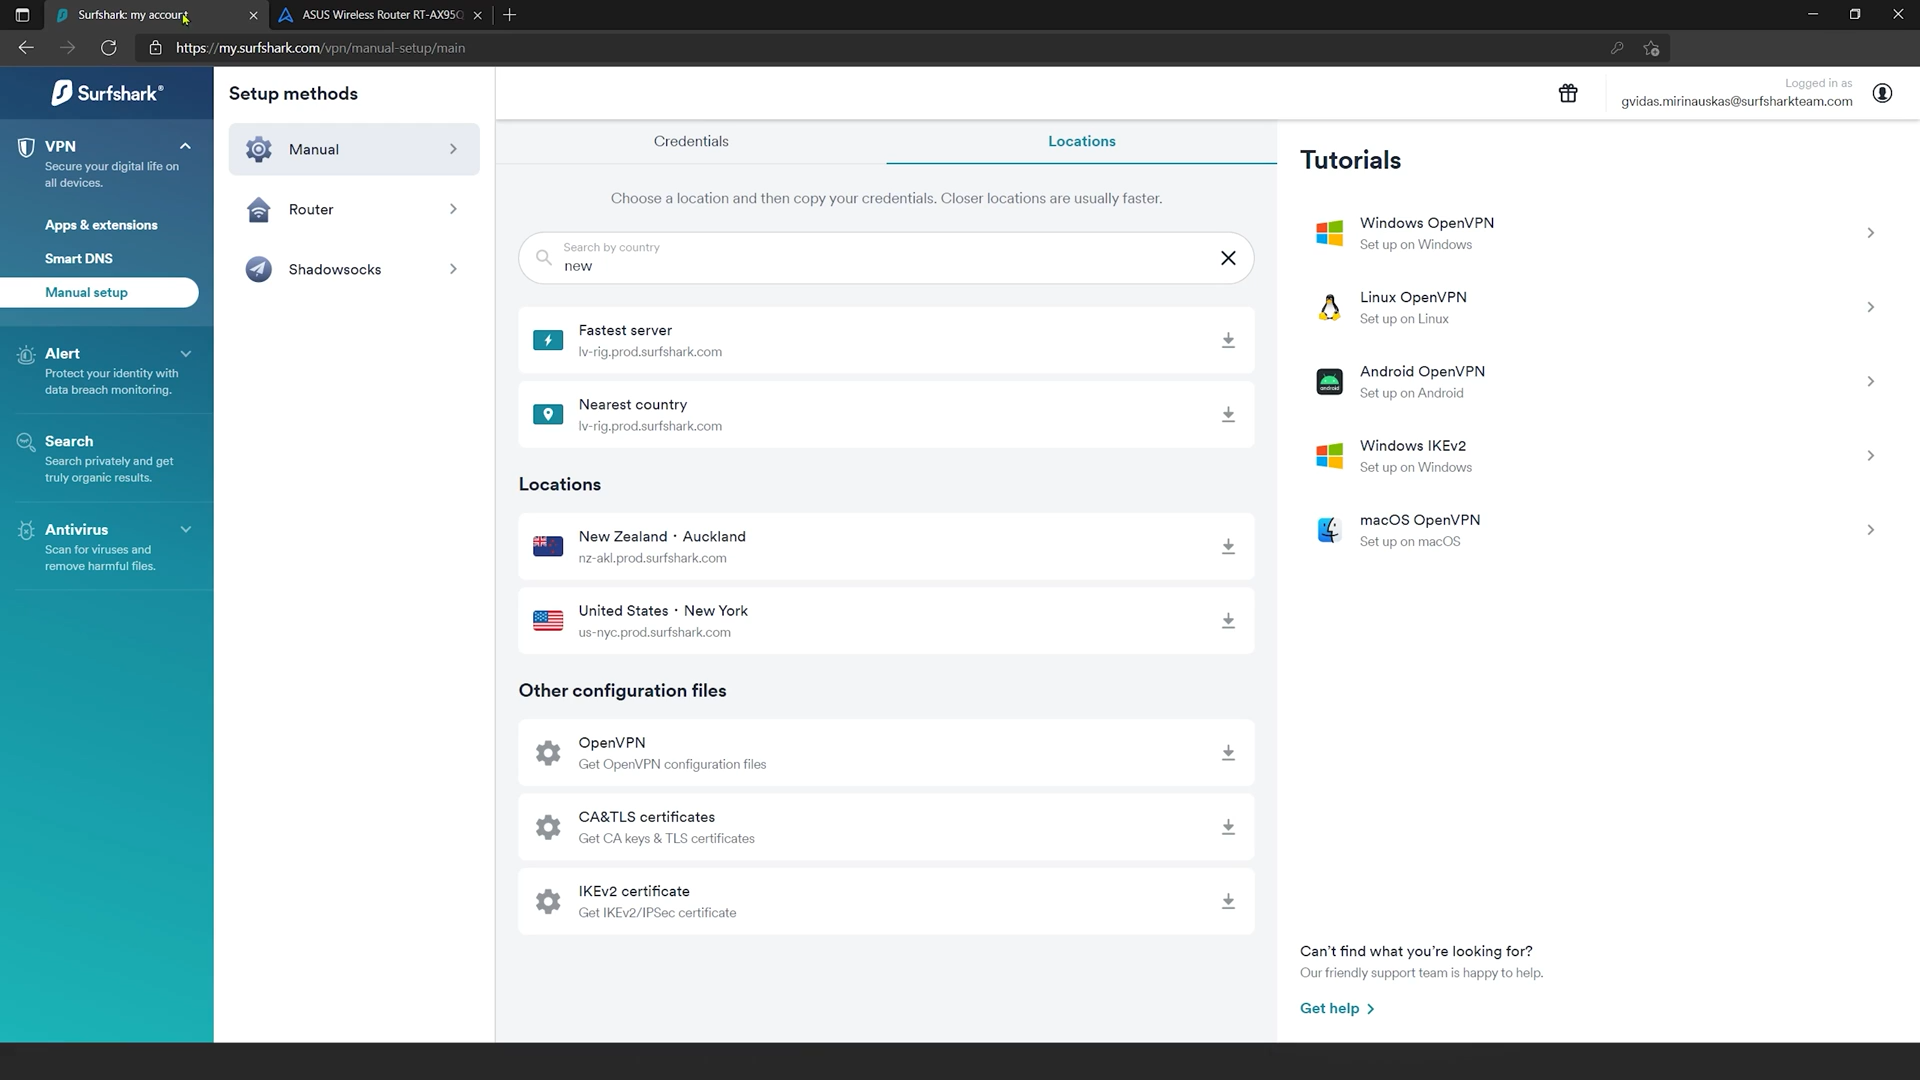 Surfshark: my account
ASUS Wireless Router RT-AX95Q
https://my.surfshark.com/vpn/manual-setup/main
Surfshark®
VPN
Secure your digital life on
all devices.
Apps & extensions
Smart DNS
Manual setup
Alert
Protect your identity with
data breach monitoring.
Search
Search privately and get
truly organic results.
Antivirus
Scan for viruses and
remove harmful files.
Setup methods
Manual
Router
Shadowsocks
Logged in as
gvidas.mirinauskas@surfsharkteam.com
Credentials
Locations
Choose a location and then copy your credentials. Closer locations are usually faster.
Search by country
new
Fastest server
lv-rig.prod.surfshark.com
Nearest country
lv-rig.prod.surfshark.com
Locations
New Zealand · Auckland
nz-akl.prod.surfshark.com
United States · New York
us-nyc.prod.surfshark.com
Other configuration files
OpenVPN
Get OpenVPN configuration files
CA&TLS certificates
Get CA keys & TLS certificates
IKEv2 certificate
Get IKEv2/IPSec certificate
Tutorials
Windows OpenVPN
Set up on Windows
Linux OpenVPN
Set up on Linux
android
Android OpenVPN
Set up on Android
Windows IKEv2
Set up on Windows
macOS OpenVPN
Set up on macOS
Can't find what you're looking for?
Our friendly support team is happy to help.
Get help